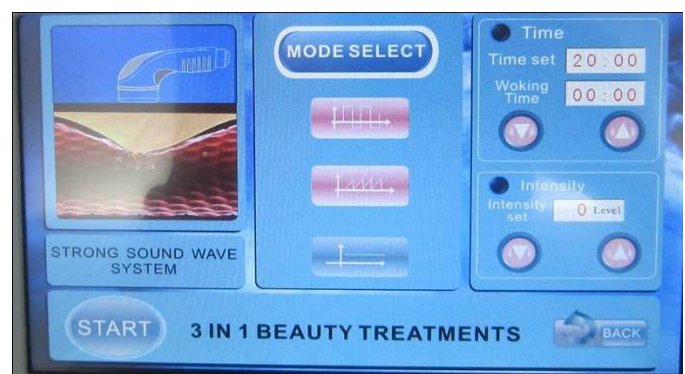 MODE SELECT
Time
Time set 20:00
Woking
Time 00:00
Intensity
Intensity
set 0 Level
STRONG SOUND WAVE
SYSTEM
START
3 IN 1 BEAUTY TREATMENTS
BACK